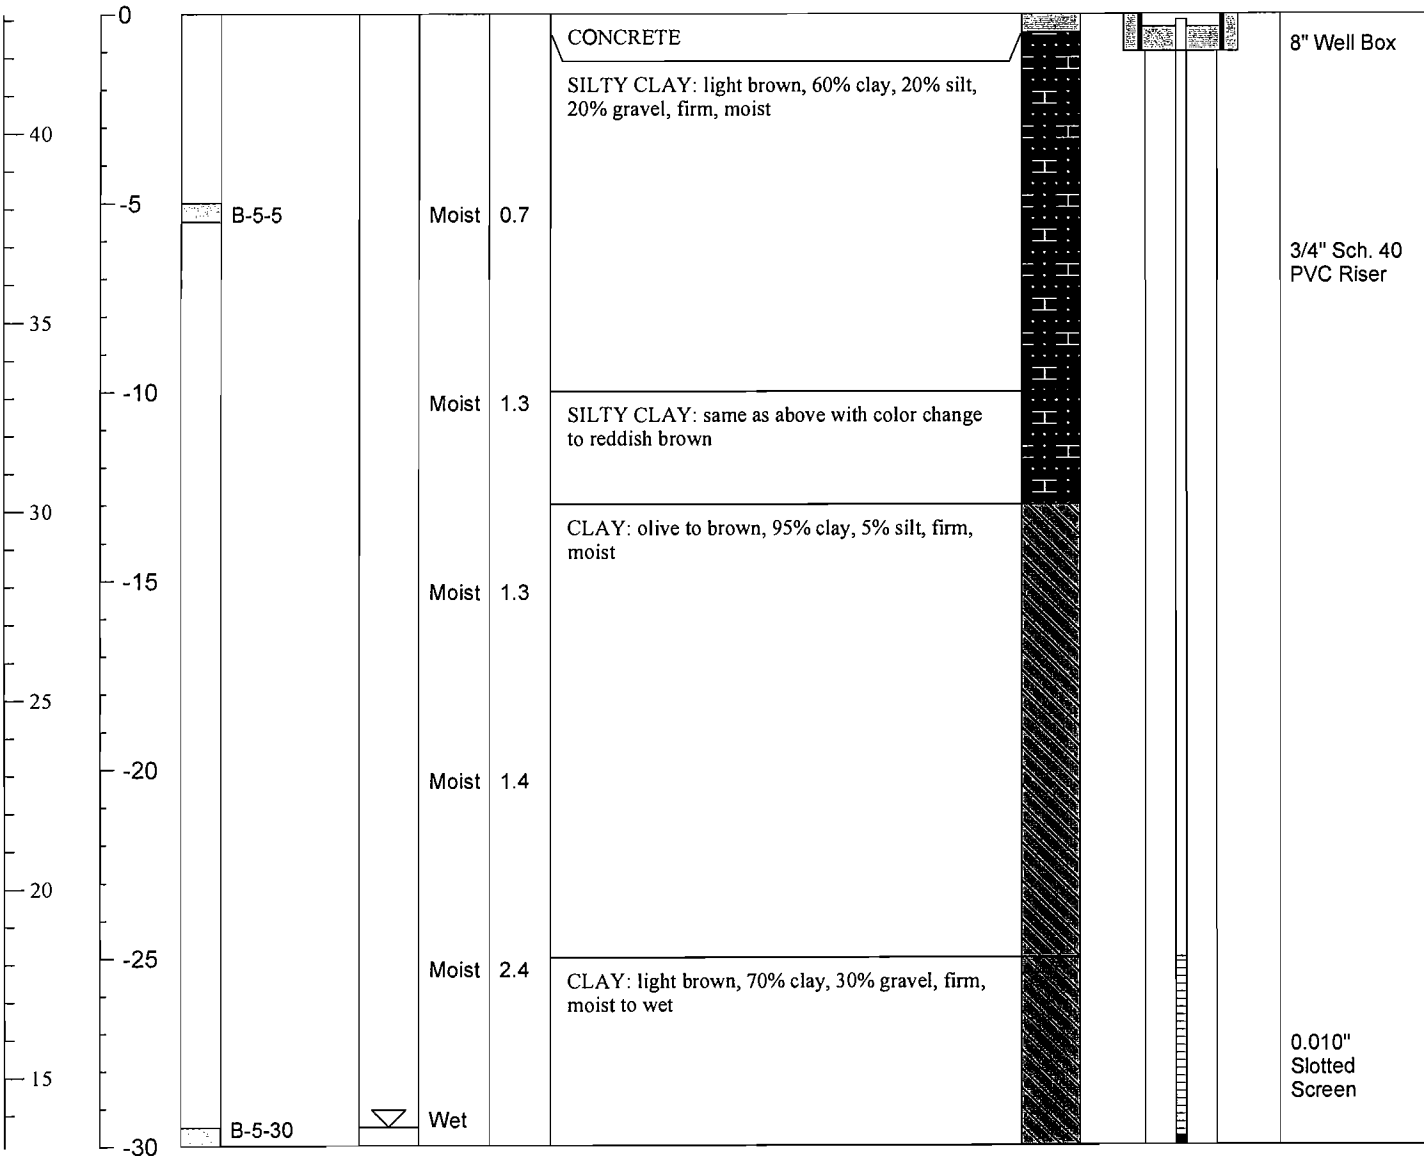 0
CONCRETE
8" Well Box
SILTY CLAY: light brown, 60% clay, 20% silt,
20% gravel, firm, moist
40
-5
B-5-5
Moist 0.7
3/4" Sch. 40
PVC Riser
35
-10
Moist 1.3
SILTY CLAY: same as above with color change
to reddish brown
30
CLAY: olive to brown, 95% clay, 5% silt, firm,
moist
-15
Moist 1.3
25
-20
Moist 1.4
20
-25
Moist 2.4
CLAY: light brown, 70% clay, 30% gravel, firm,
moist to wet
0.010"
Slotted
Screen
15
Wet
B-5-30
-30